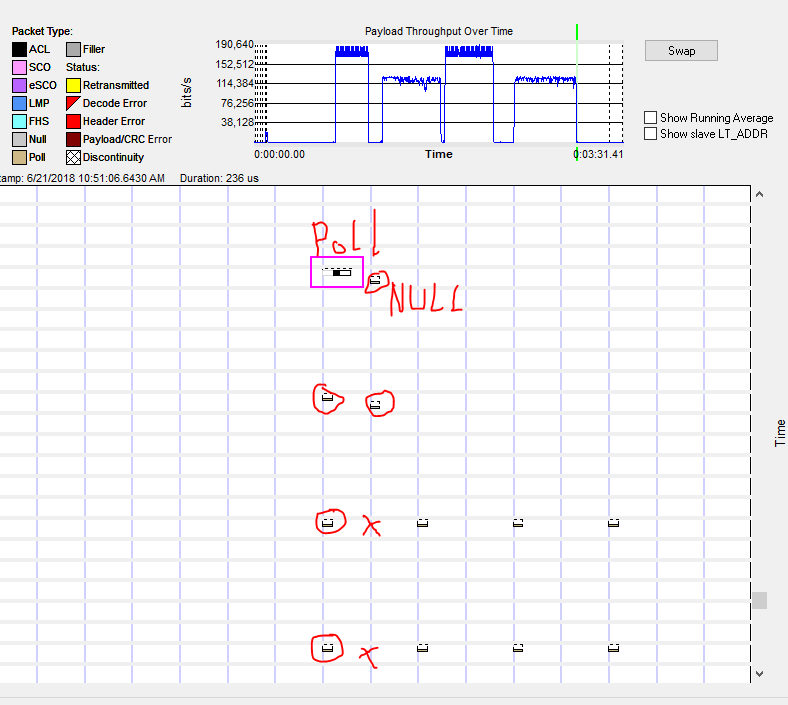 Packet Type:
ACL
Filler
SCO
Status:
eSCO
Retransmitted
LMP
Decode Error
FHS
Header Error
Null
Payload/CRC Error
Poll
Discontinuity
Payload Throughput Over Time
190,640
152,512
114,384
76,256
38,128
bits/s
0:00:00.00
Time
0:03:31.41
Swap
Show Running Average
Show slave LT_ADDR
tamp: 6/21/2018 10:51:06.6430 AM Duration: 236 us
Poll
NULL
x
x
Time